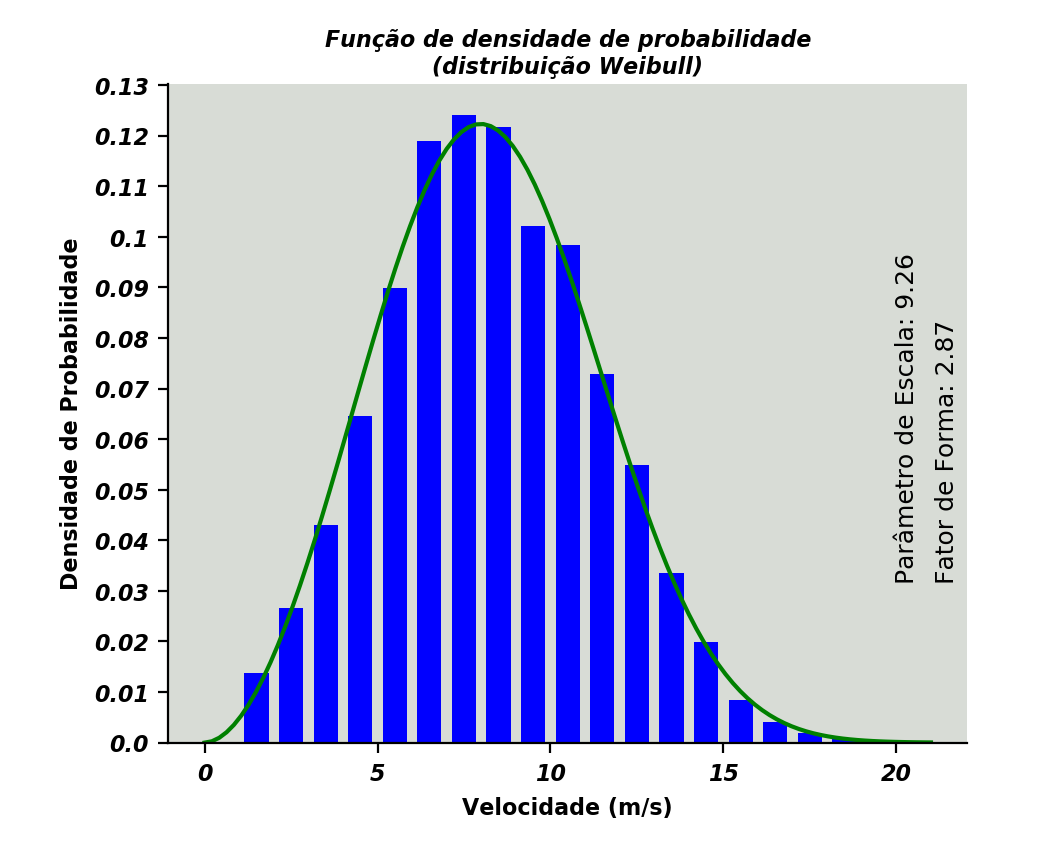 Função de densidade de probabilidade
(distribuição Weibull)
Densidade de Probabilidade
0.13
0.12
0.11
0.1
0.09
0.08
0.07
0.06
0.05
0.04
0.03
0.02
0.01
0.0
Parâmetro de Escala: 9.26
Fator de Forma: 2.87
0 5 10 15 20
Velocidade (m/s)